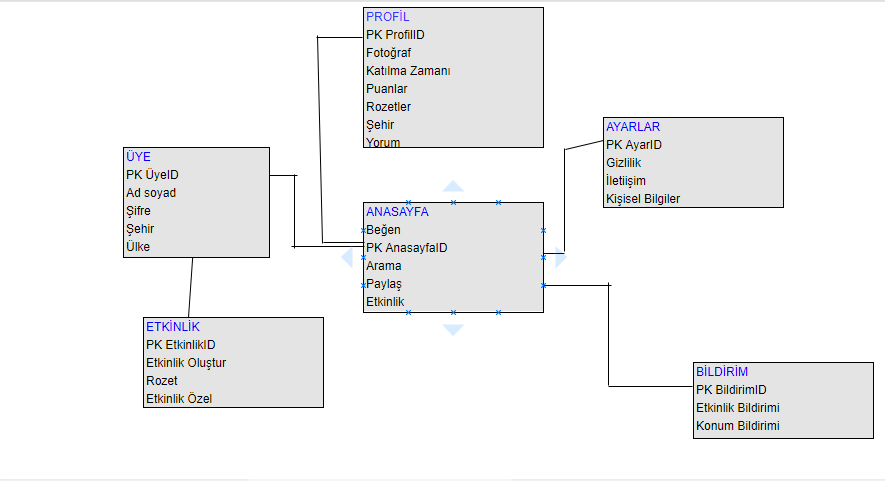 PROFİL
PK ProfilID
Fotoğraf
Katılma Zamanı
Puanlar
Rozetler
Şehir
Yorum
AYARLAR
PK AyarID
Gizlilik
İletiişim
Kişisel Bilgiler
ÜYE
PK ÜyeID
Ad soyad
Şifre
Şehir
Ülke
ANASAYFA
Beğen
PK AnasayfaID
Arama
Paylaş
Etkinlik
ETKİNLİK
PK EtkinlikID
Etkinlik Oluştur
Rozet
Etkinlik Özel
BİLDİRİM
PK BildirimID
Etkinlik Bildirimi
Konum Bildirimi